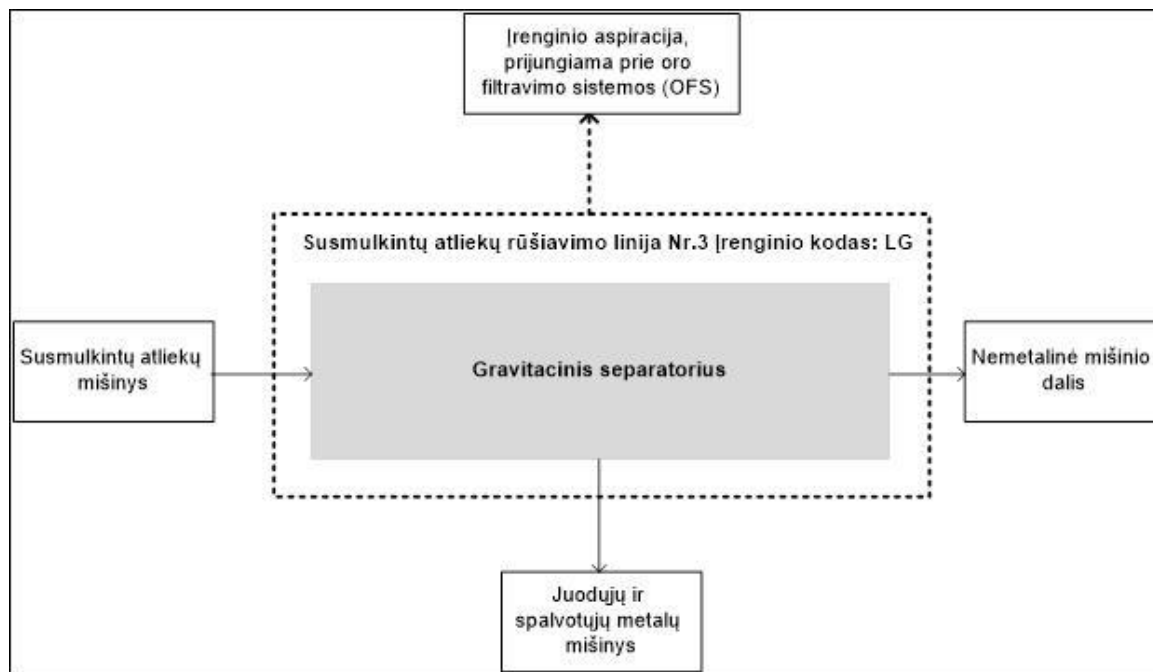 Įrenginio aspiracija,
prijungiama prie oro
filtravimo sistemos (OFS)
Susmulkintų atliekų rūšiavimo linija Nr.3 Įrenginio kodas: LG
Susmulkintų atliekų
mišinys
Gravitacinis separatorius
Nemetalinė mišinio
dalis
Juodųjų ir
spalvotųjų metalų
mišinys